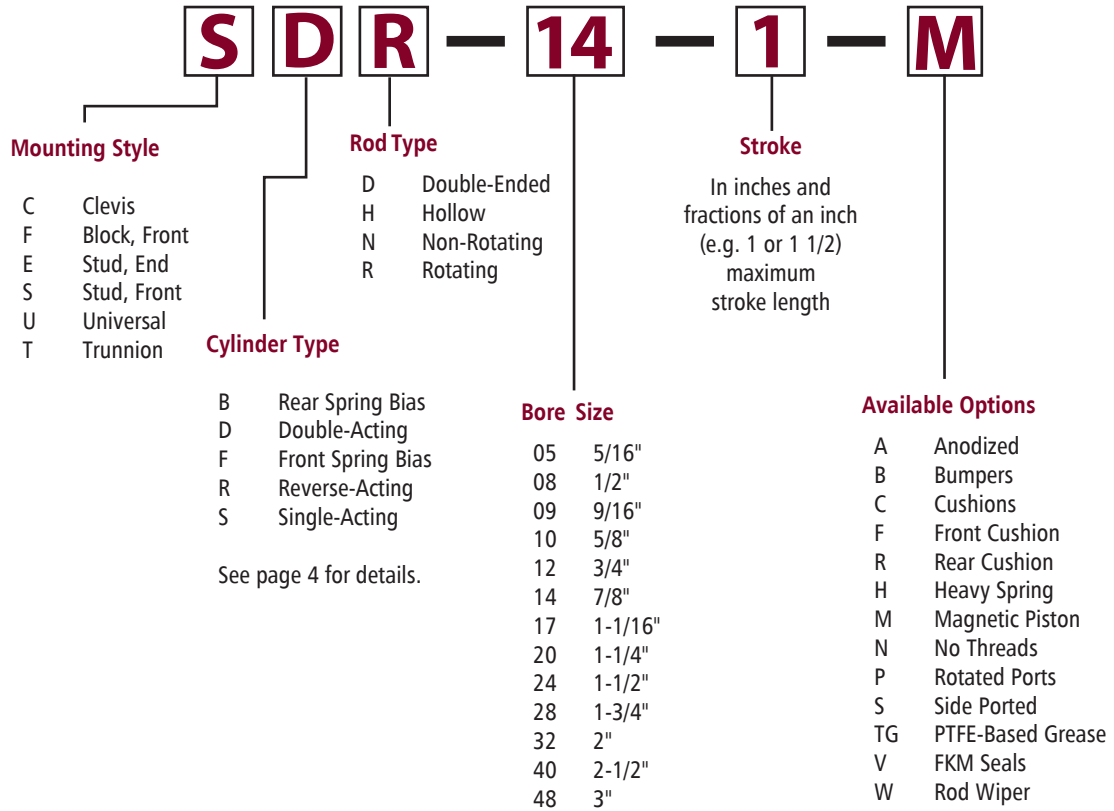 S D R – 14 – 1 – M
Mounting Style
C Clevis
F Block, Front
E Stud, End
S Stud, Front
U Universal
T Trunnion
Cylinder Type
B Rear Spring Bias
D Double-Acting
F Front Spring Bias
R Reverse-Acting
S Single-Acting
See page 4 for details.
Rod Type
D Double-Ended
H Hollow
N Non-Rotating
R Rotating
Bore Size
05 5/16"
08 1/2"
09 9/16"
10 5/8"
12 3/4"
14 7/8"
17 1-1/16"
20 1-1/4"
24 1-1/2"
28 1-3/4"
32 2"
40 2-1/2"
48 3"
Stroke
In inches and
fractions of an inch
(e.g. 1 or 1 1/2)
maximum
stroke length
Available Options
A Anodized
B Bumpers
C Cushions
F Front Cushion
R Rear Cushion
H Heavy Spring
M Magnetic Piston
N No Threads
P Rotated Ports
S Side Ported
TG PTFE-Based Grease
V FKM Seals
W Rod Wiper